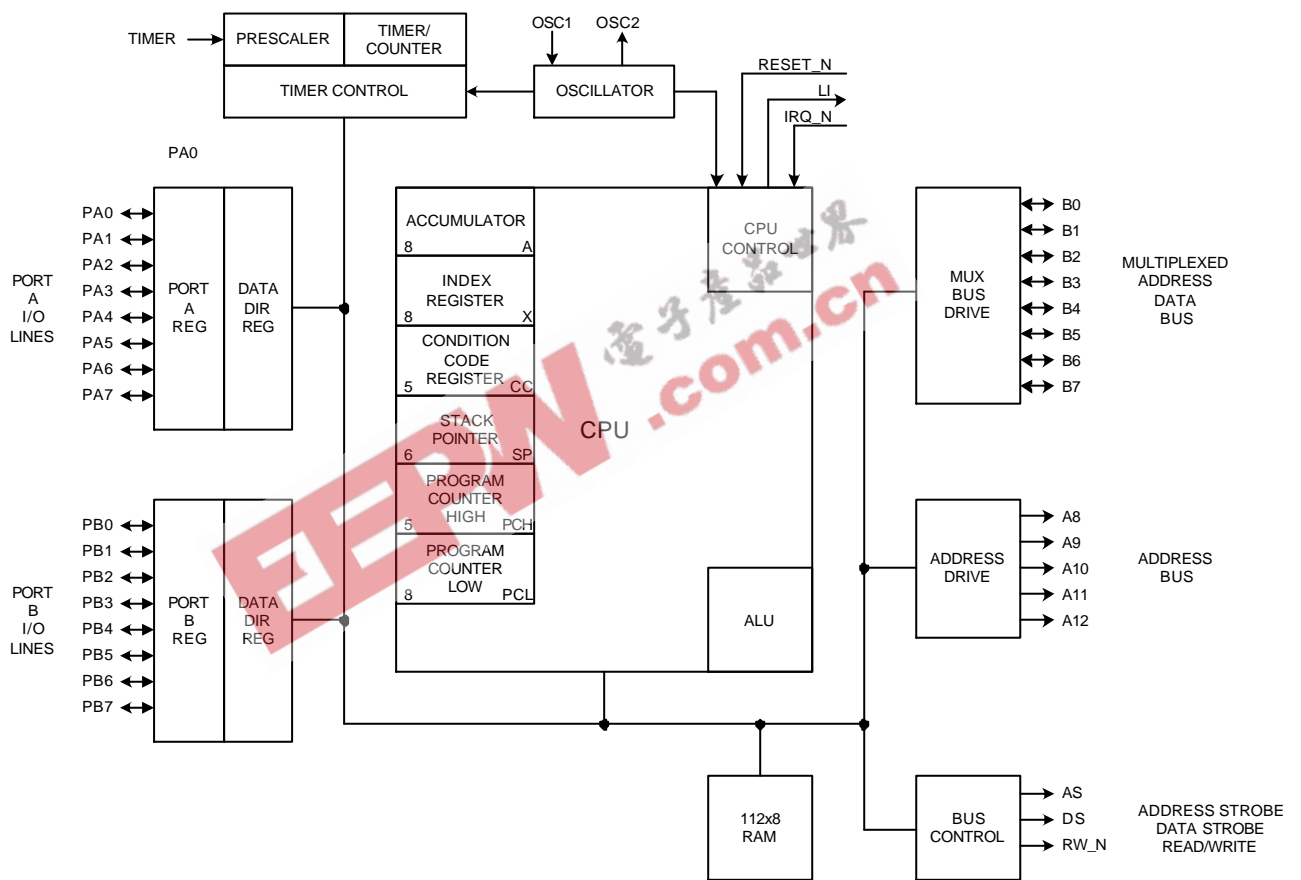 TIMER
PRESCALER
TIMER/
COUNTER
TIMER CONTROL
OSC1
OSC2
OSCILLATOR
RESET_N
LI
IRQ_N
PA0
PORT
A
I/O
LINES
PA0
PA1
PA2
PA3
PA4
PA5
PA6
PA7
PORT
A
REG
DATA
DIR
REG
ACCUMULATOR
8 A
INDEX
REGISTER
8 X
CONDITION
CODE
REGISTER
5 CC
STACK
POINTER
6 SP
PROGRAM
COUNTER
HIGH
5 PCH
PROGRAM
COUNTER
LOW
8 PCL
CPU
CPU
CONTROL
ALU
MUX
BUS
DRIVE
B0
B1
B2
B3
B4
B5
B6
B7
MULTIPLEXED
ADDRESS
DATA
BUS
PORT
B
I/O
LINES
PB0
PB1
PB2
PB3
PB4
PB5
PB6
PB7
PORT
B
REG
DATA
DIR
REG
ADDRESS
DRIVE
A8
A9
A10
A11
A12
ADDRESS
BUS
112x8
RAM
BUS
CONTROL
AS
DS
RW_N
ADDRESS STROBE
DATA STROBE
READ/WRITE
EEPW.com.cn
電子產品世界